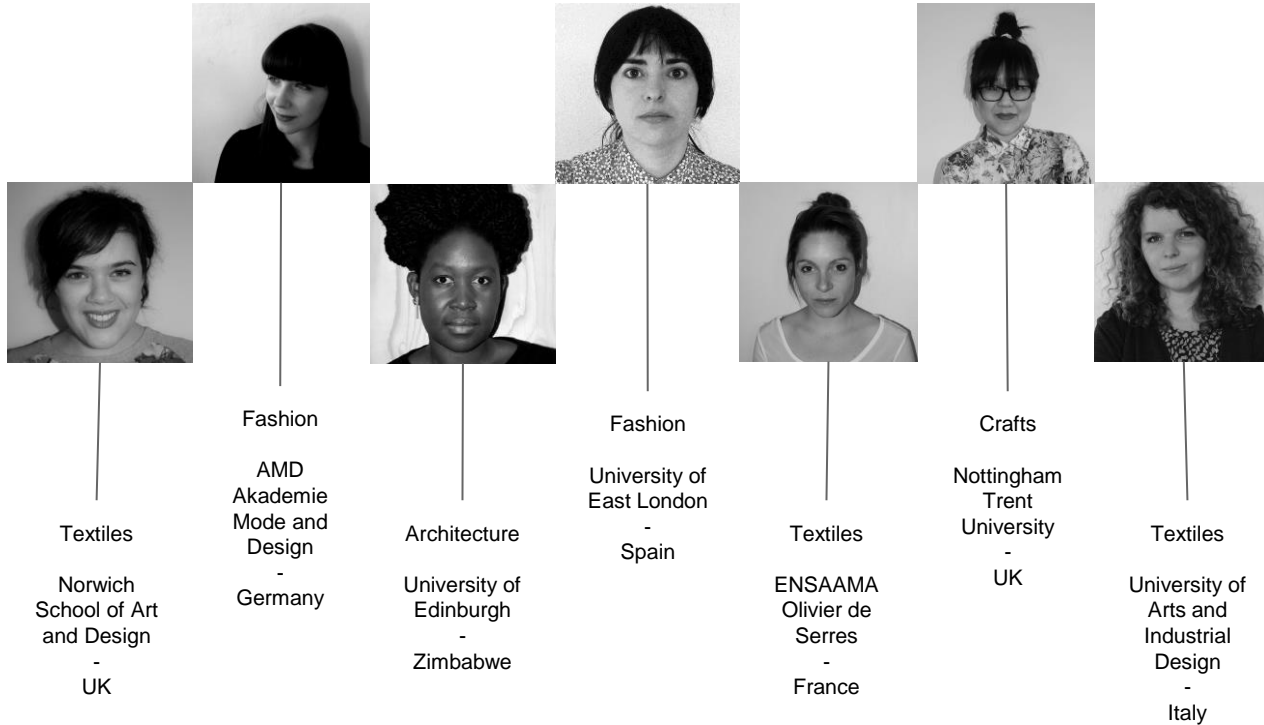 Textiles
Norwich
School of Art
and Design
-
UK
Fashion
AMD
Akademie
Mode and
Design
-
Germany
Architecture
University of
Edinburgh
-
Zimbabwe
Fashion
University of
East London
-
Spain
Textiles
ENSAAMA
Olivier de
Serres
-
France
Crafts
Nottingham
Trent
University
-
UK
Textiles
University of
Arts and
Industrial
Design
-
Italy